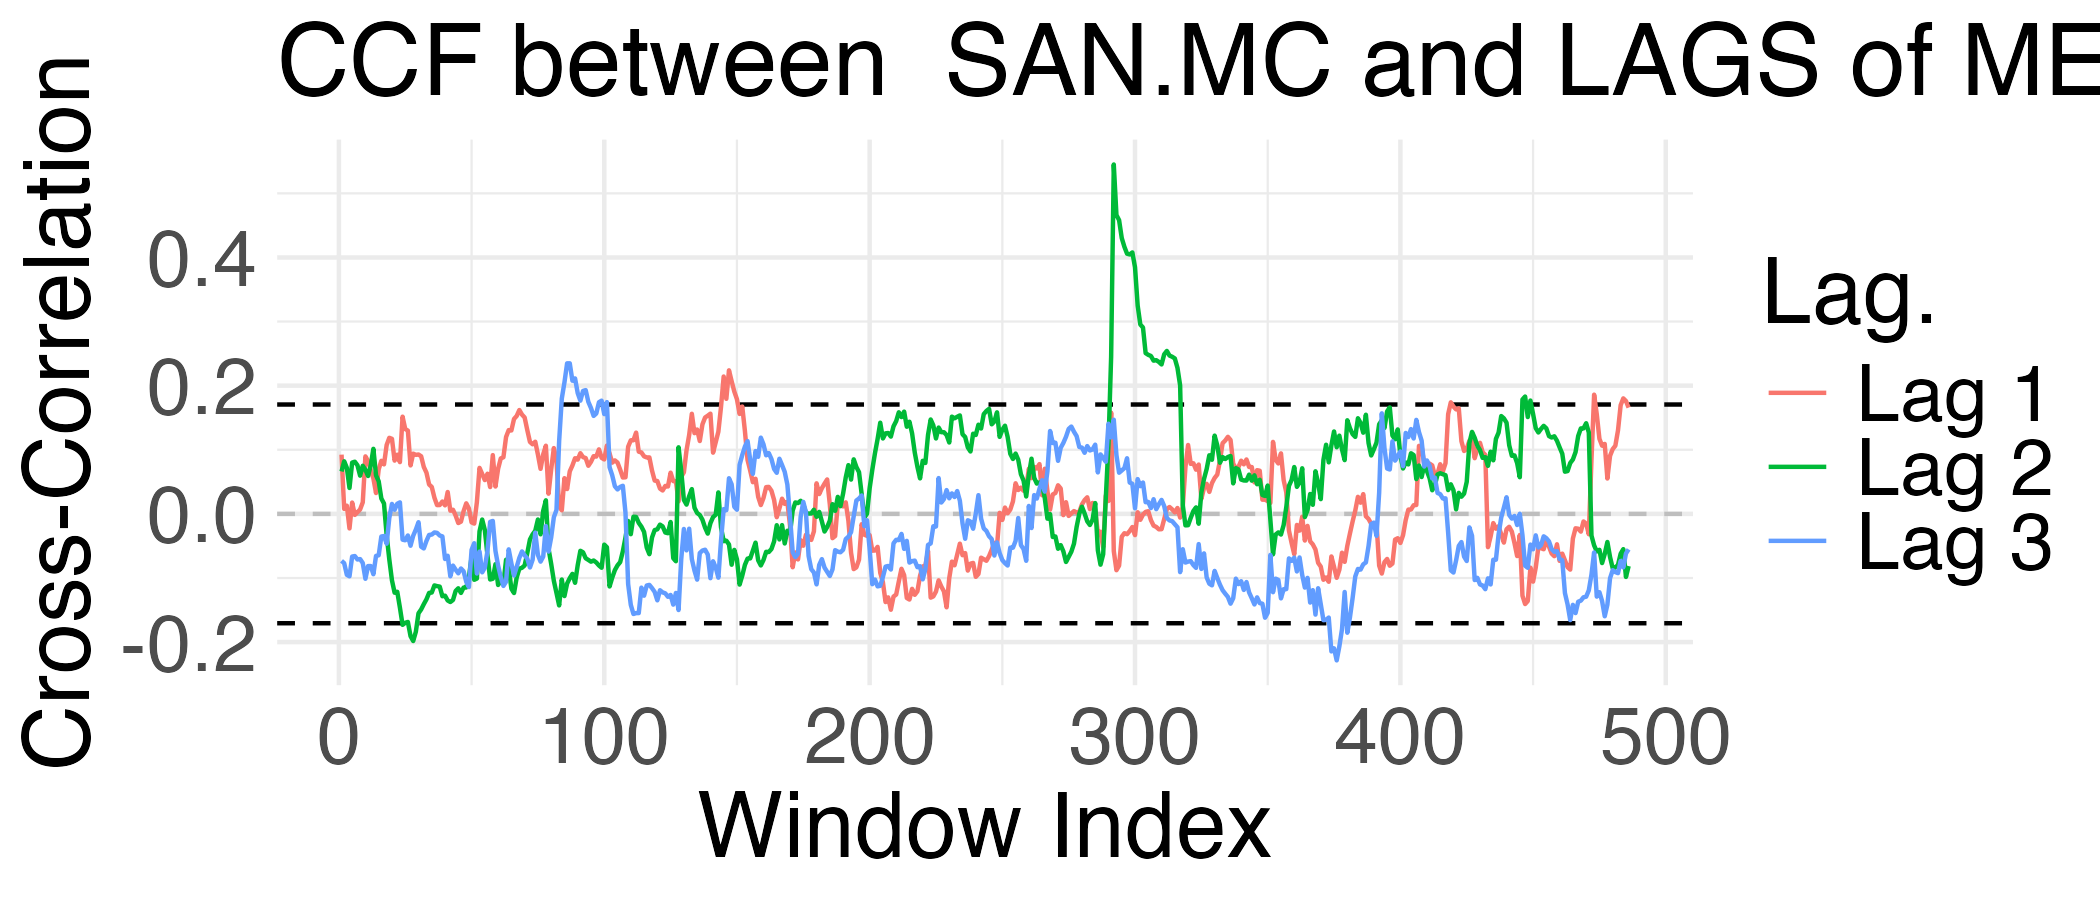 CCF between SAN.MC and LAGS of ME
Cross-Correlation
0.4
0.2
0.0
-0.2
0 100 200 300 400 500
Window Index
Lag.
Lag 1
Lag 2
Lag 3